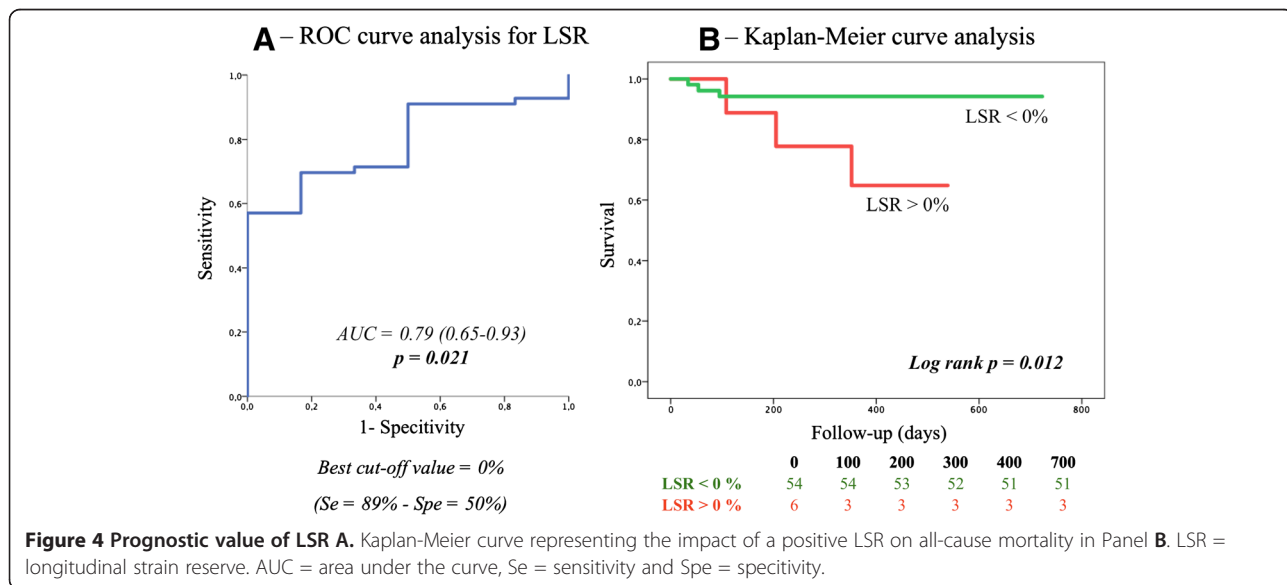 A – ROC curve analysis for LSR
1,0
0,8
0,6
0,4
0,2
0,0
Sensitivity
0,0 0,2 0,4 0,6 0,8 1,0
1- Specitivity
AUC = 0.79 (0.65-0.93)
p = 0.021
Best cut-off value = 0%
(Se = 89% - Spe = 50%)
B – Kaplan-Meier curve analysis
1,0
0,8
0,6
0,4
0,2
0,0
Survival
LSR < 0%
LSR > 0%
Log rank p = 0.012
0 200 400 600 800
Follow-up (days)
0 100 200 300 400 700
LSR < 0 % 54 54 53 52 51 51
LSR > 0 % 6 3 3 3 3 3
Figure 4 Prognostic value of LSR A. Kaplan-Meier curve representing the impact of a positive LSR on all-cause mortality in Panel B. LSR =
longitudinal strain reserve. AUC = area under the curve, Se = sensitivity and Spe = specitivity.